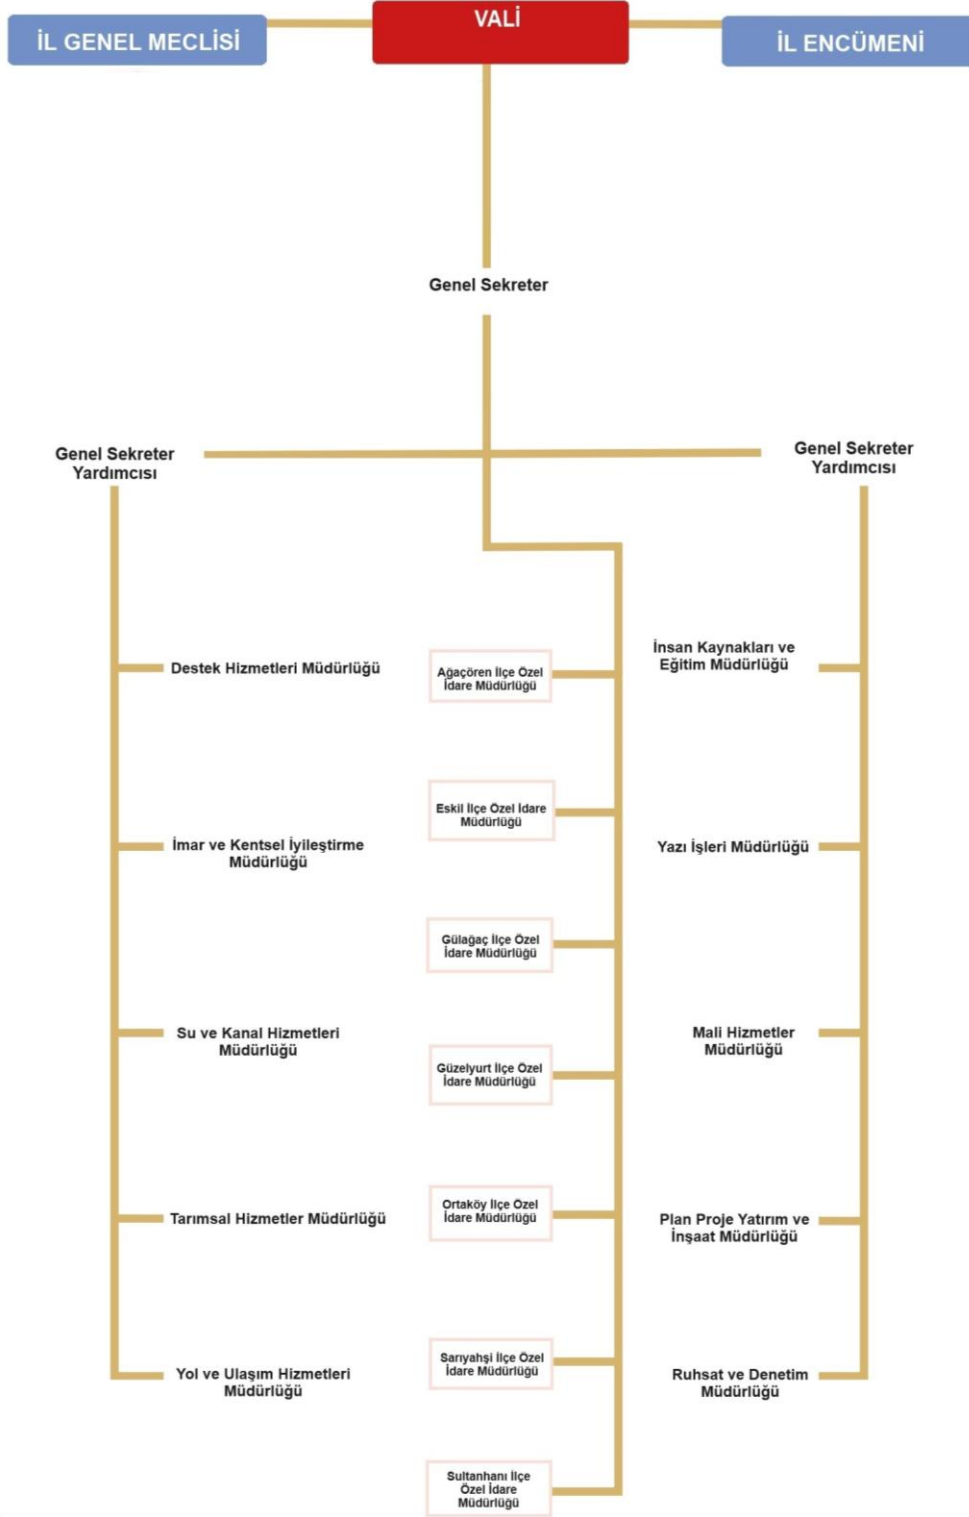 İL GENEL MECLİSİ
VALİ
İL ENCÜMENİ
Genel Sekreter
Genel Sekreter
Yardımcısı
Genel Sekreter
Yardımcısı
Destek Hizmetleri Müdürlüğü
İmar ve Kentsel İyileştirme
Müdürlüğü
Su ve Kanal Hizmetleri
Müdürlüğü
Tarımsal Hizmetler Müdürlüğü
Yol ve Ulaşım Hizmetleri
Müdürlüğü
Ağaçören İlçe Özel
İdare Müdürlüğü
Eskil İlçe Özel İdare
Müdürlüğü
Gülağaç İlçe Özel
İdare Müdürlüğü
Güzelyurt İlçe Özel
İdare Müdürlüğü
Ortaköy İlçe Özel
İdare Müdürlüğü
Sarıyahşi İlçe Özel
İdare Müdürlüğü
Sultanhanı İlçe
Özel İdare
Müdürlüğü
İnsan Kaynakları ve
Eğitim Müdürlüğü
Yazı İşleri Müdürlüğü
Mali Hizmetler
Müdürlüğü
Plan Proje Yatırım ve
İnşaat Müdürlüğü
Ruhsat ve Denetim
Müdürlüğü